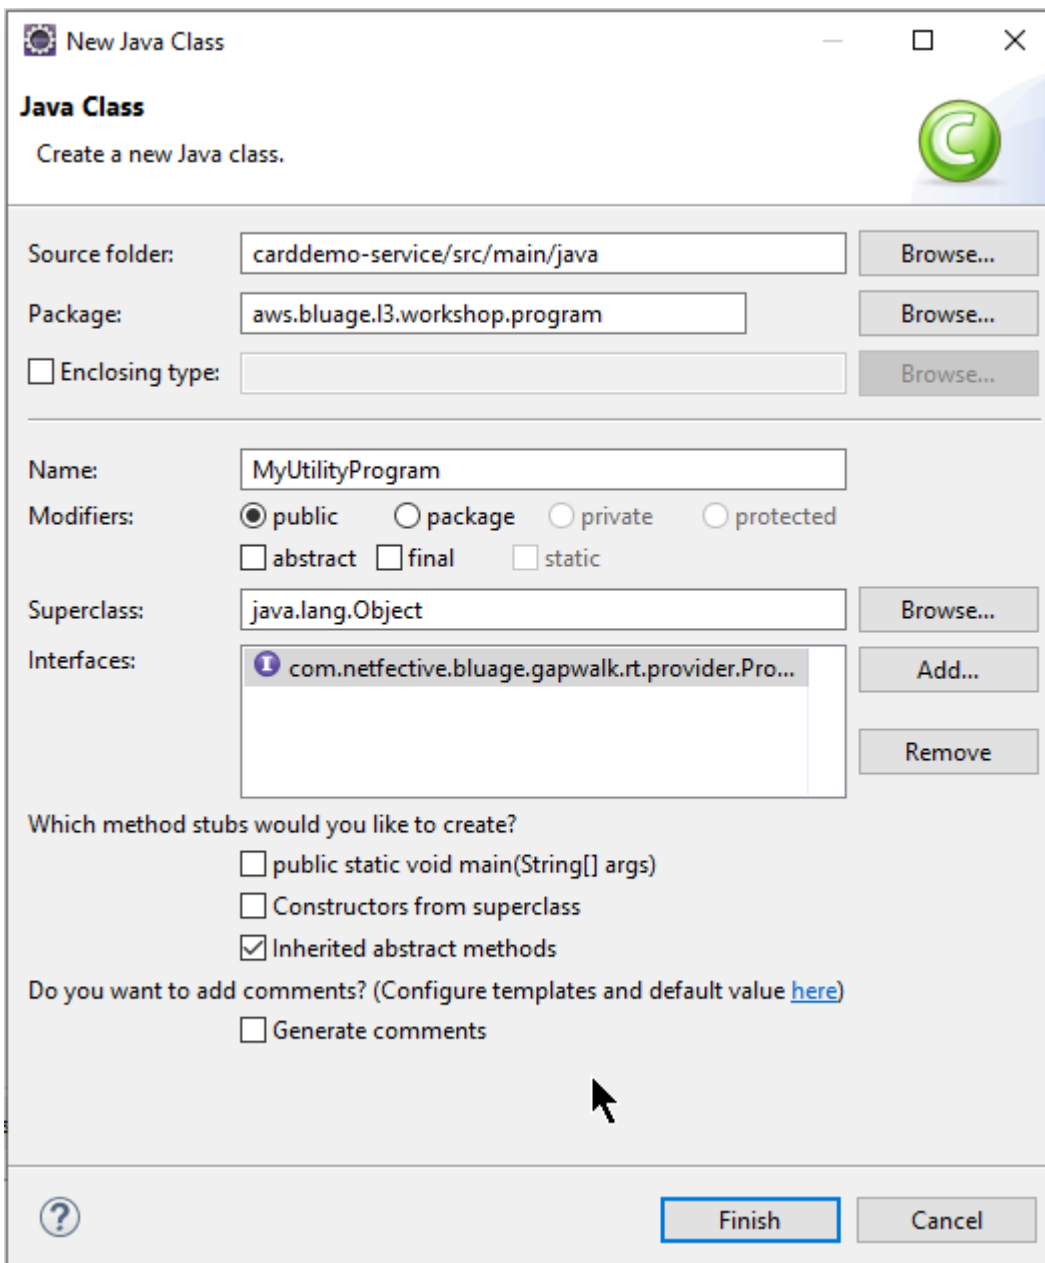 New Java Class
Java Class
Create a new Java class.
Source folder: carddemo-service/src/main/java Browse...
Package: aws.bluage.l3.workshop.program Browse...
Enclosing type: Browse...
Name: MyUtilityProgram
Modifiers: public package private protected
abstract final static
Superclass: java.lang.Object Browse...
Interfaces: com.netfective.bluage.gapwalk.rt.provider.Pro... Add...
Remove
Which method stubs would you like to create?
public static void main(String[] args)
Constructors from superclass
Inherited abstract methods
Do you want to add comments? (Configure templates and default value here)
Generate comments
Finish Cancel